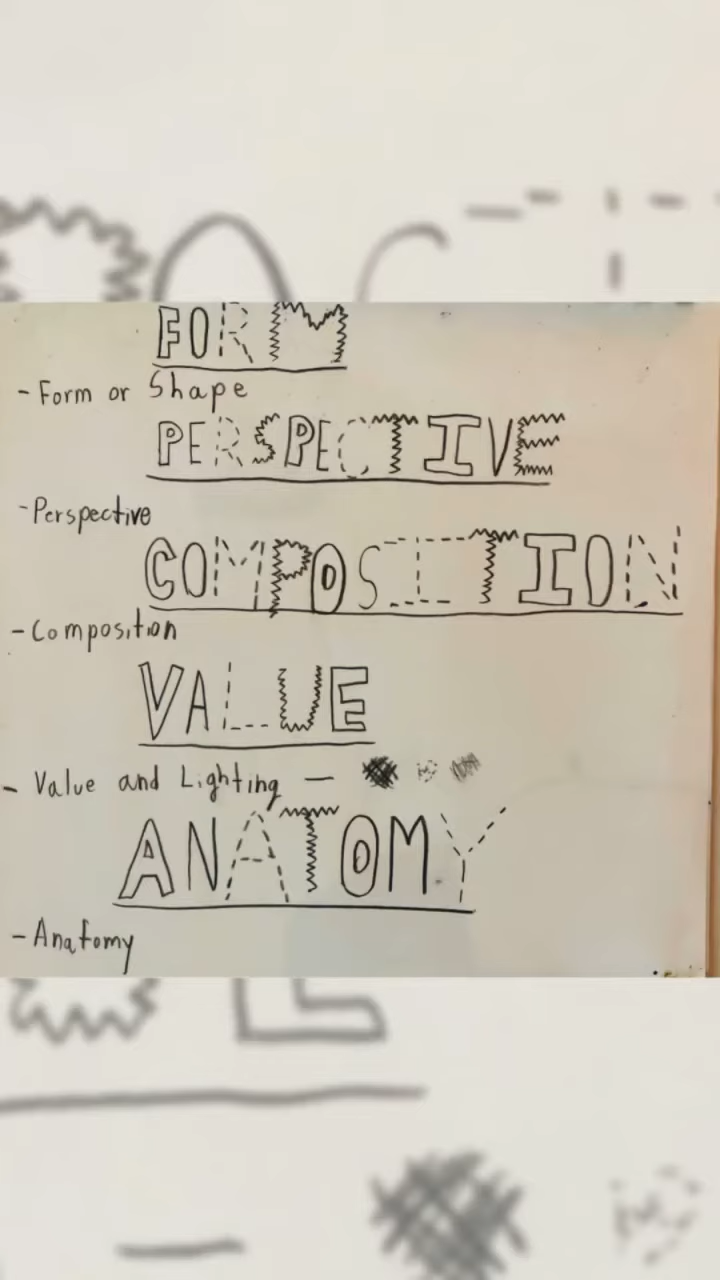 FORM
- Form or Shape
PERSPECTIVE
- Perspective
COMPOSITION
- Composition
VALUE
- Value and Lighting —
ANATOMY
- Anatomy